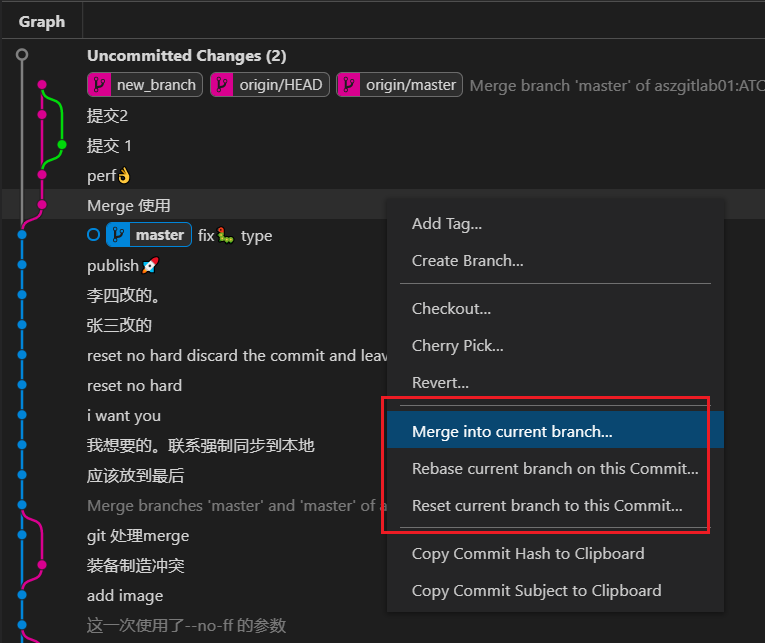 Graph
Uncommitted Changes (2)
new_branch origin/HEAD origin/master Merge branch 'master' of aszgitlab01:ATC
提交2
提交 1
perf👌
Merge 使用
master fix🐛 type
publish🚀
李四改的。
张三改的
reset no hard discard the commit and leav
reset no hard
i want you
我想要的。联系强制同步到本地
应该放到最后
Merge branches 'master' and 'master' of a
git 处理merge
装备制造冲突
add image
这一次使用了--no-ff 的参数
Add Tag...
Create Branch...
Checkout...
Cherry Pick...
Revert...
Merge into current branch...
Rebase current branch on this Commit...
Reset current branch to this Commit...
Copy Commit Hash to Clipboard
Copy Commit Subject to Clipboard